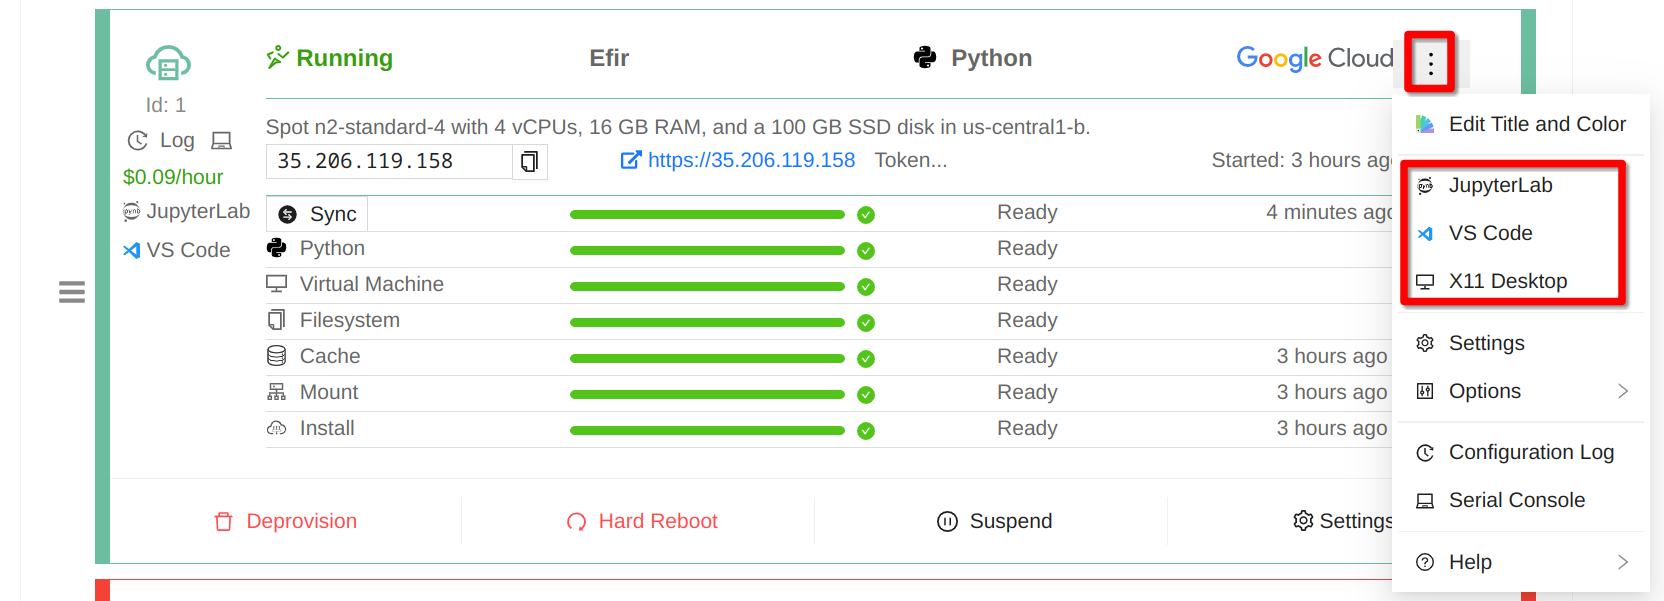 Running Efir Python Google Cloud
Id: 1
Log
$0.09/hour
JupyterLab
VS Code
Spot n2-standard-4 with 4 vCPUs, 16 GB RAM, and a 100 GB SSD disk in us-central1-b.
35.206.119.158 https://35.206.119.158 Token... Started: 3 hours ago
Sync Ready 4 minutes ago
Python Ready
Virtual Machine Ready
Filesystem Ready
Cache Ready 3 hours ago
Mount Ready 3 hours ago
Install Ready 3 hours ago
Deprovision Hard Reboot Suspend Settings
Edit Title and Color
JupyterLab
VS Code
X11 Desktop
Settings
Options
Configuration Log
Serial Console
Help